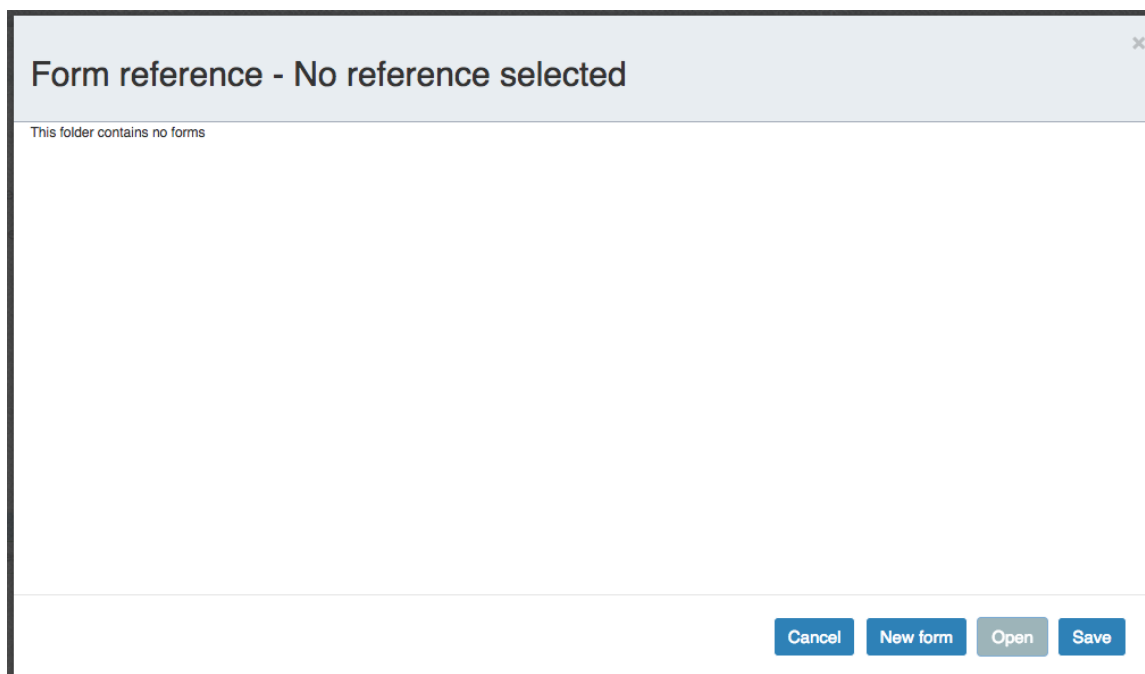 Form reference - No reference selected
×
This folder contains no forms
Cancel
New form
Open
Save